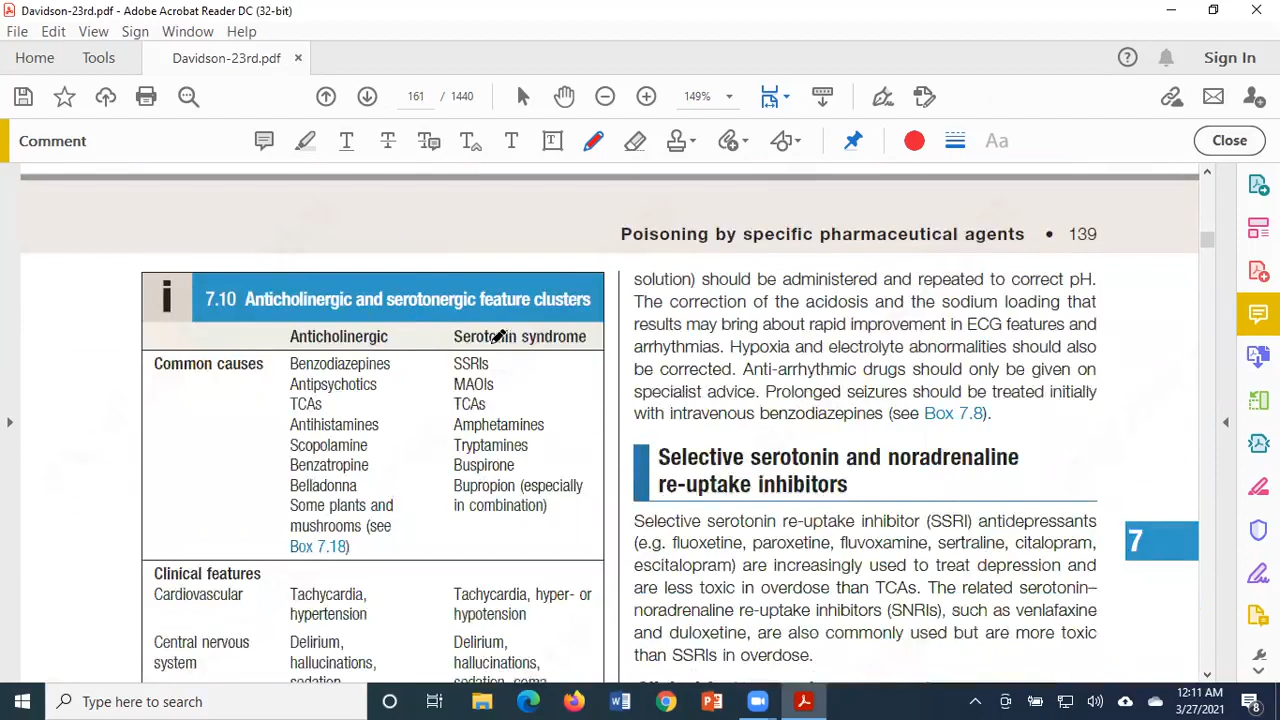 Davidson-23rd.pdf - Adobe Acrobat Reader DC (32-bit)
File Edit View Sign Window Help
Home Tools Davidson-23rd.pdf × Sign In
161 / 1440 149%
Comment Aa Close
Poisoning by specific pharmaceutical agents • 139
i 7.10 Anticholinergic and serotonergic feature clusters
Anticholinergic Serotonin syndrome
Common causes Benzodiazepines SSRIs
Antipsychotics MAOIs
TCAs TCAs
Antihistamines Amphetamines
Scopolamine Tryptamines
Benzatropine Buspirone
Belladonna Bupropion (especially
Some plants and in combination)
mushrooms (see
Box 7.18)
Clinical features
Cardiovascular Tachycardia, Tachycardia, hyper- or
hypertension hypotension
Central nervous Delirium, Delirium,
system hallucinations, hallucinations,
sedation sedation, coma
solution) should be administered and repeated to correct pH.
The correction of the acidosis and the sodium loading that
results may bring about rapid improvement in ECG features and
arrhythmias. Hypoxia and electrolyte abnormalities should also
be corrected. Anti-arrhythmic drugs should only be given on
specialist advice. Prolonged seizures should be treated initially
with intravenous benzodiazepines (see Box 7.8).
Selective serotonin and noradrenaline
re-uptake inhibitors
Selective serotonin re-uptake inhibitor (SSRI) antidepressants
(e.g. fluoxetine, paroxetine, fluvoxamine, sertraline, citalopram,
escitalopram) are increasingly used to treat depression and
are less toxic in overdose than TCAs. The related serotonin–
noradrenaline re-uptake inhibitors (SNRIs), such as venlafaxine
and duloxetine, are also commonly used but are more toxic
than SSRIs in overdose.
7
Type here to search
12:11 AM
3/27/2021
8